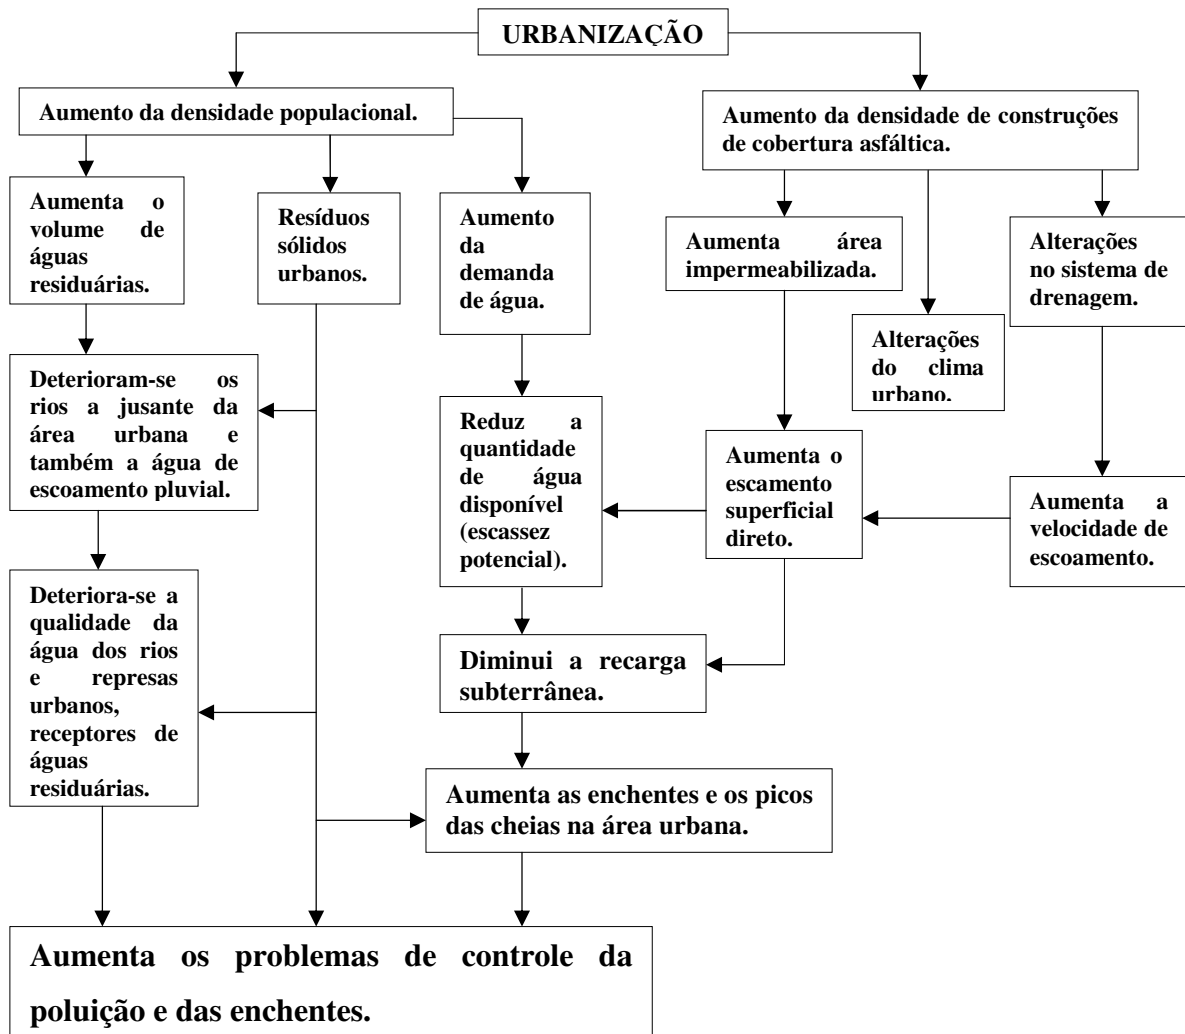 URBANIZAÇÃO
Aumento da densidade populacional.
Aumento da densidade de construções
de cobertura asfáltica.
Aumenta o
volume de
águas
residuárias.
Resíduos
sólidos
urbanos.
Aumento
da
demanda
de água.
Aumenta área
impermeabilizada.
Alterações
no sistema de
drenagem.
Alterações
do clima
urbano.
Deterioram-se os
rios a jusante da
área urbana e
também a água de
escoamento pluvial.
Reduz a
quantidade
de água
disponível
(escassez
potencial).
Aumenta o
escamento
superficial
direto.
Aumenta a
velocidade de
escoamento.
Deteriora-se a
qualidade da
água dos rios
e represas
urbanos,
receptores de
águas
residuárias.
Diminui a recarga
subterrânea.
Aumenta as enchentes e os picos
das cheias na área urbana.
Aumenta os problemas de controle da
poluição e das enchentes.